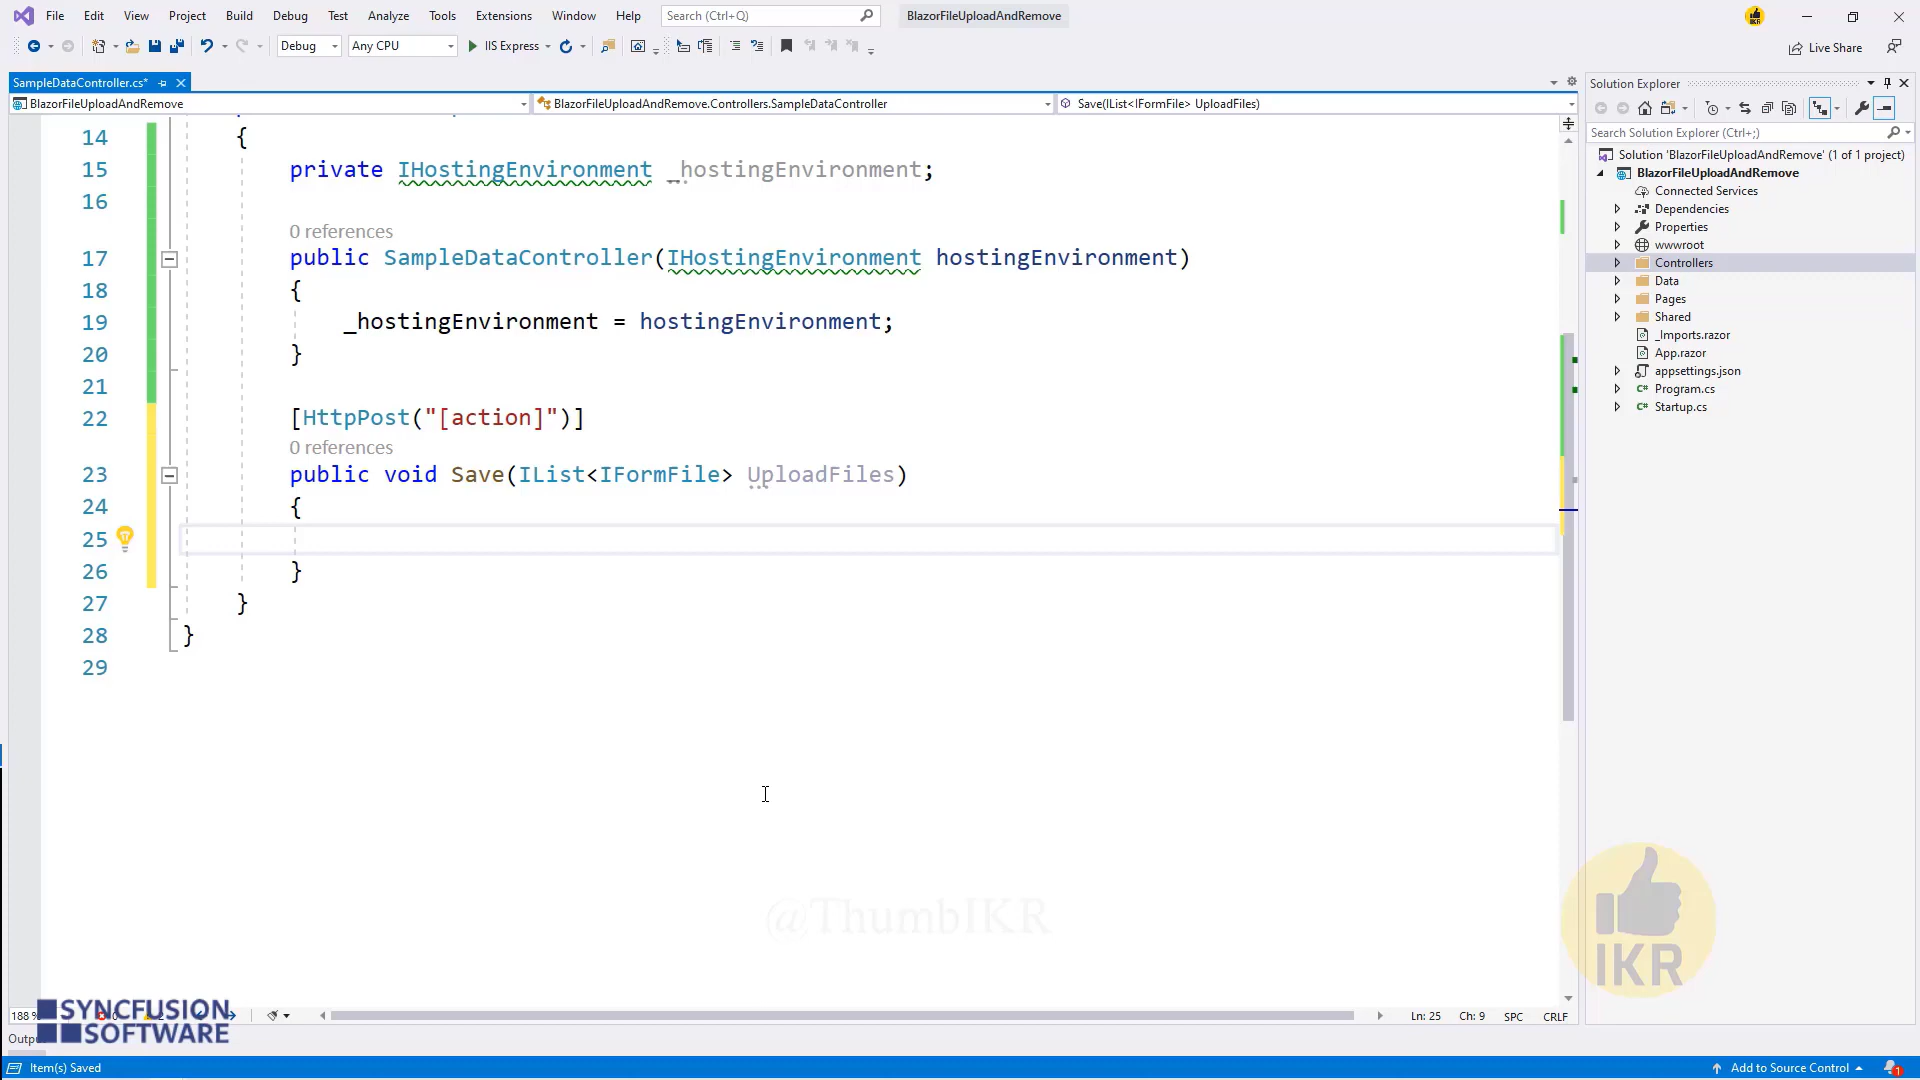 File Edit View Project Build Debug Test Analyze Tools Extensions Window Help Search (Ctrl+Q) BlazorFileUploadAndRemove
Debug Any CPU IIS Express Live Share
SampleDataController.cs*
BlazorFileUploadAndRemove BlazorFileUploadAndRemove.Controllers.SampleDataController Save(IList<IFormFile> UploadFiles)
14 {
15 private IHostingEnvironment _hostingEnvironment;
16
0 references
17 public SampleDataController(IHostingEnvironment hostingEnvironment)
18 {
19 _hostingEnvironment = hostingEnvironment;
20 }
21
22 [HttpPost("[action]")]
0 references
23 public void Save(IList<IFormFile> UploadFiles)
24 {
25
26 }
27 }
28 }
29
Solution Explorer
Search Solution Explorer (Ctrl+;)
Solution 'BlazorFileUploadAndRemove' (1 of 1 project)
BlazorFileUploadAndRemove
Connected Services
Dependencies
Properties
wwwroot
Controllers
Data
Pages
Shared
_Imports.razor
App.razor
appsettings.json
Program.cs
Startup.cs
@ThumbIKR
IKR
SYNCFUSION
SOFTWARE
188 %
Ln: 25 Ch: 9 SPC CRLF
Item(s) Saved Add to Source Control 1